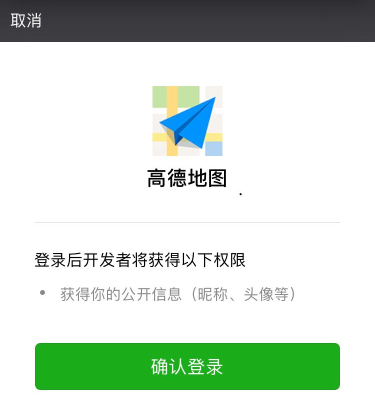 取消
高德地图
登录后开发者将获得以下权限
• 获得你的公开信息（昵称、头像等）
确认登录